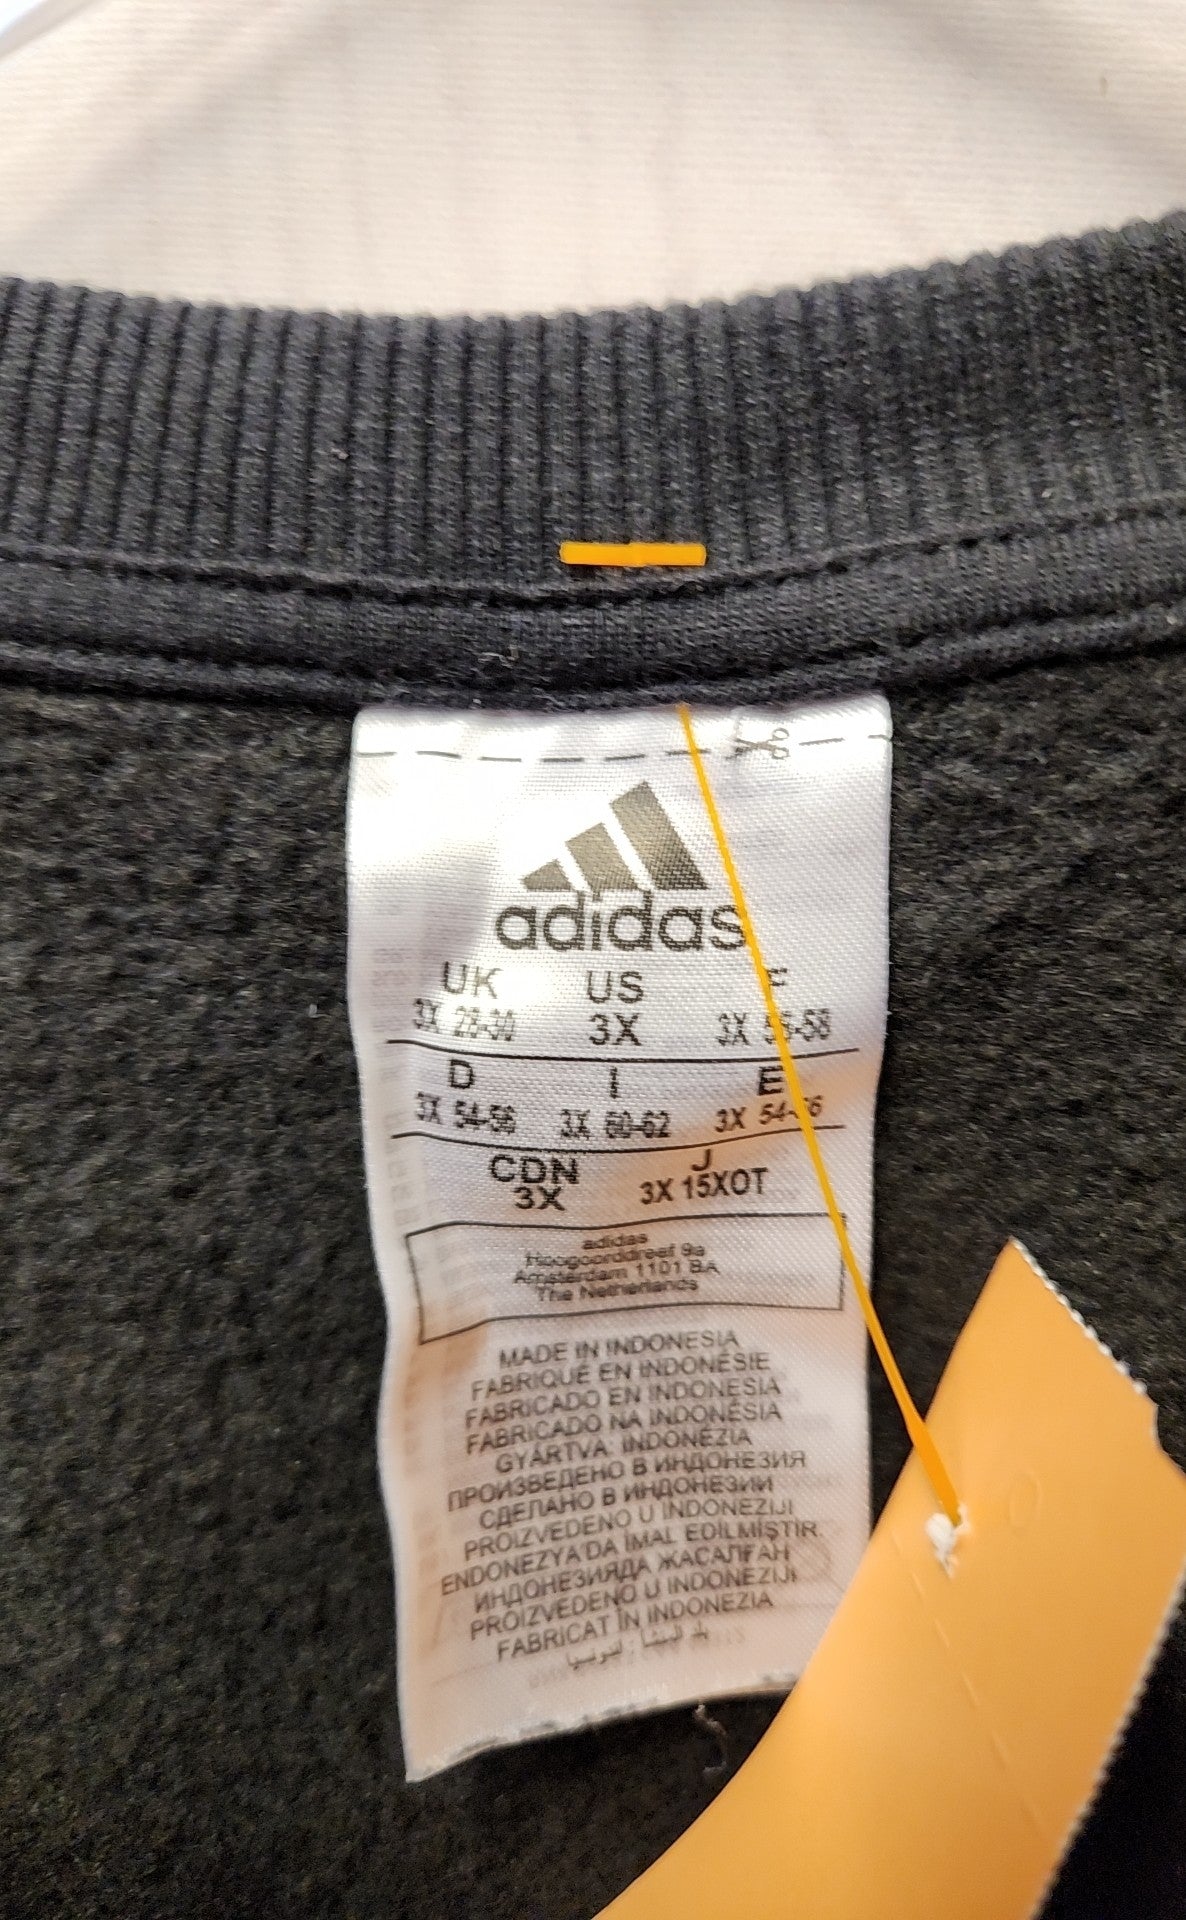 adidas
UK US F
3X 28-30 3X 3X 56-58
D I E
3X 54-56 3X 60-62 3X 54-56
CDN J
3X 3X 15XOT
adidas
Hoogoorddreef 9a
Amsterdam 1101 BA
The Netherlands
MADE IN INDONESIA
FABRIQUÉ EN INDONÉSIE
FABRICADO EN INDONESIA
FABRICADO NA INDONÉSIA
GYÁRTVA: INDONÉZIA
ПРОИЗВЕДЕНО В ИНДОНЕЗИЯ
СДЕЛАНО В ИНДОНЕЗИИ
PROIZVEDENO U INDONEZIJI
ENDONEZYA'DA İMAL EDİLMİŞTİR.
ИНДОНЕЗИЯДА ЖАСАЛҒАН
PROIZVEDENO U INDONEZIJI
FABRICAT ÎN INDONEZIA